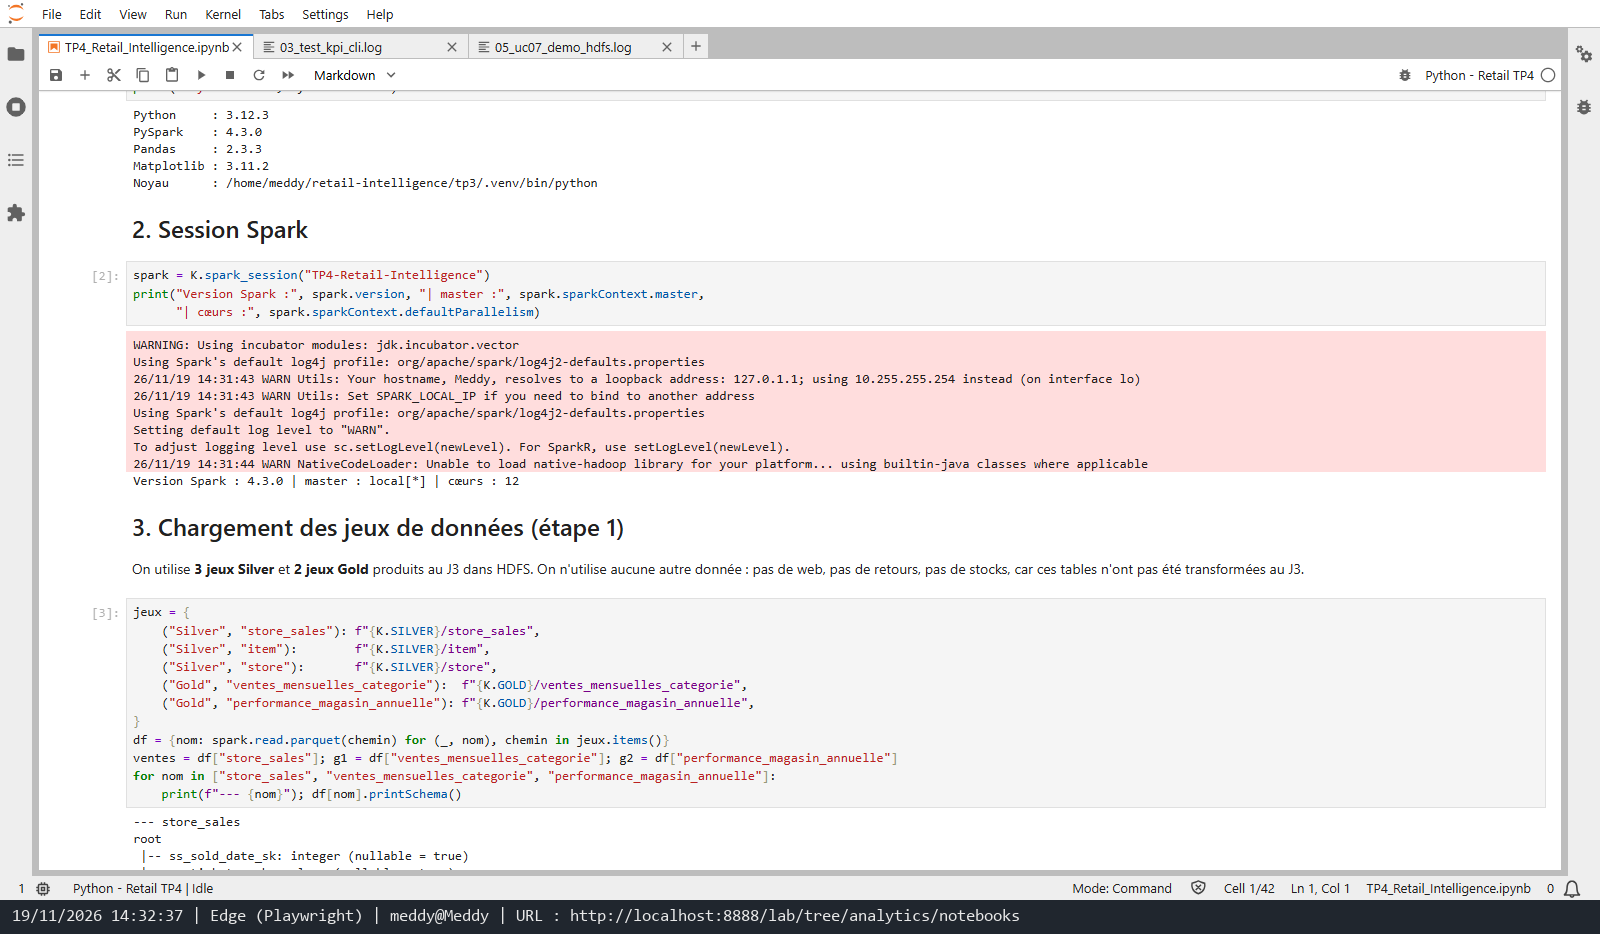 File Edit View Run Kernel Tabs Settings Help
TP4_Retail_Intelligence.ipynb
03_test_kpi_cli.log
05_uc07_demo_hdfs.log
Markdown
Python - Retail TP4
Python : 3.12.3
PySpark : 4.3.0
Pandas : 2.3.3
Matplotlib : 3.11.2
Noyau : /home/meddy/retail-intelligence/tp3/.venv/bin/python
2. Session Spark
[2]:
spark = K.spark_session("TP4-Retail-Intelligence")
print("Version Spark :", spark.version, "| master :", spark.sparkContext.master,
"| cœurs :", spark.sparkContext.defaultParallelism)
WARNING: Using incubator modules: jdk.incubator.vector
Using Spark's default log4j profile: org/apache/spark/log4j2-defaults.properties
26/11/19 14:31:43 WARN Utils: Your hostname, Meddy, resolves to a loopback address: 127.0.1.1; using 10.255.255.254 instead (on interface lo)
26/11/19 14:31:43 WARN Utils: Set SPARK_LOCAL_IP if you need to bind to another address
Using Spark's default log4j profile: org/apache/spark/log4j2-defaults.properties
Setting default log level to "WARN".
To adjust logging level use sc.setLogLevel(newLevel). For SparkR, use setLogLevel(newLevel).
26/11/19 14:31:44 WARN NativeCodeLoader: Unable to load native-hadoop library for your platform... using builtin-java classes where applicable
Version Spark : 4.3.0 | master : local[*] | cœurs : 12
3. Chargement des jeux de données (étape 1)
On utilise 3 jeux Silver et 2 jeux Gold produits au J3 dans HDFS. On n'utilise aucune autre donnée : pas de web, pas de retours, pas de stocks, car ces tables n'ont pas été transformées au J3.
[3]:
jeux = {
("Silver", "store_sales"): f"{K.SILVER}/store_sales",
("Silver", "item"): f"{K.SILVER}/item",
("Silver", "store"): f"{K.SILVER}/store",
("Gold", "ventes_mensuelles_categorie"): f"{K.GOLD}/ventes_mensuelles_categorie",
("Gold", "performance_magasin_annuelle"): f"{K.GOLD}/performance_magasin_annuelle",
}
df = {nom: spark.read.parquet(chemin) for (_, nom), chemin in jeux.items()}
ventes = df["store_sales"]; g1 = df["ventes_mensuelles_categorie"]; g2 = df["performance_magasin_annuelle"]
for nom in ["store_sales", "ventes_mensuelles_categorie", "performance_magasin_annuelle"]:
print(f"--- {nom}"); df[nom].printSchema()
--- store_sales
root
|-- ss_sold_date_sk: integer (nullable = true)
1 Python - Retail TP4 | Idle Mode: Command Cell 1/42 Ln 1, Col 1 TP4_Retail_Intelligence.ipynb 0
19/11/2026 14:32:37 | Edge (Playwright) | meddy@Meddy | URL : http://localhost:8888/lab/tree/analytics/notebooks